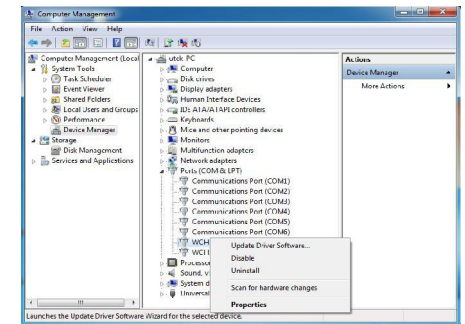 Computer Management
File Action View Help
Computer Management (Local
System Tools
Task Scheduler
Event Viewer
Shared Folders
Local Users and Groups
Performance
Device Manager
Storage
Disk Management
Services and Applications
utek PC
Computer
Disk drives
Display adapters
Human Interface Devices
IDE ATA/ATAPI controllers
Keyboards
Mice and other pointing devices
Monitors
Multifunction adapters
Network adapters
Ports (COM & LPT)
Communications Port (COM1)
Communications Port (COM2)
Communications Port (COM3)
Communications Port (COM4)
Communications Port (COM5)
Communications Port (COM6)
WCH
Processor
Sound, v
System d
Universal
Update Driver Software...
Disable
Uninstall
Scan for hardware changes
Properties
Actions
Device Manager
More Actions
Launches the Update Driver Software Wizard for the selected device.